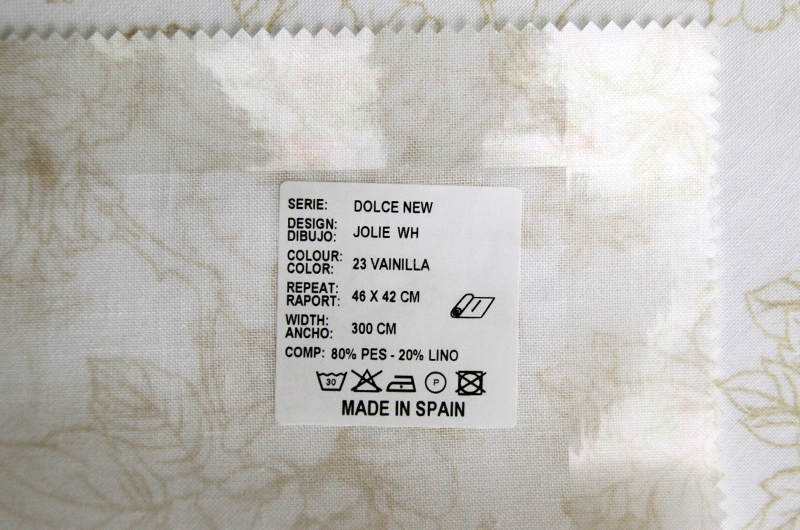 SERIE: DOLCE NEW
DESIGN:
DIBUJO: JOLIE WH
COLOUR:
COLOR: 23 VAINILLA
REPEAT:
RAPORT: 46 X 42 CM
WIDTH:
ANCHO: 300 CM
COMP: 80% PES - 20% LINO
30 P
MADE IN SPAIN